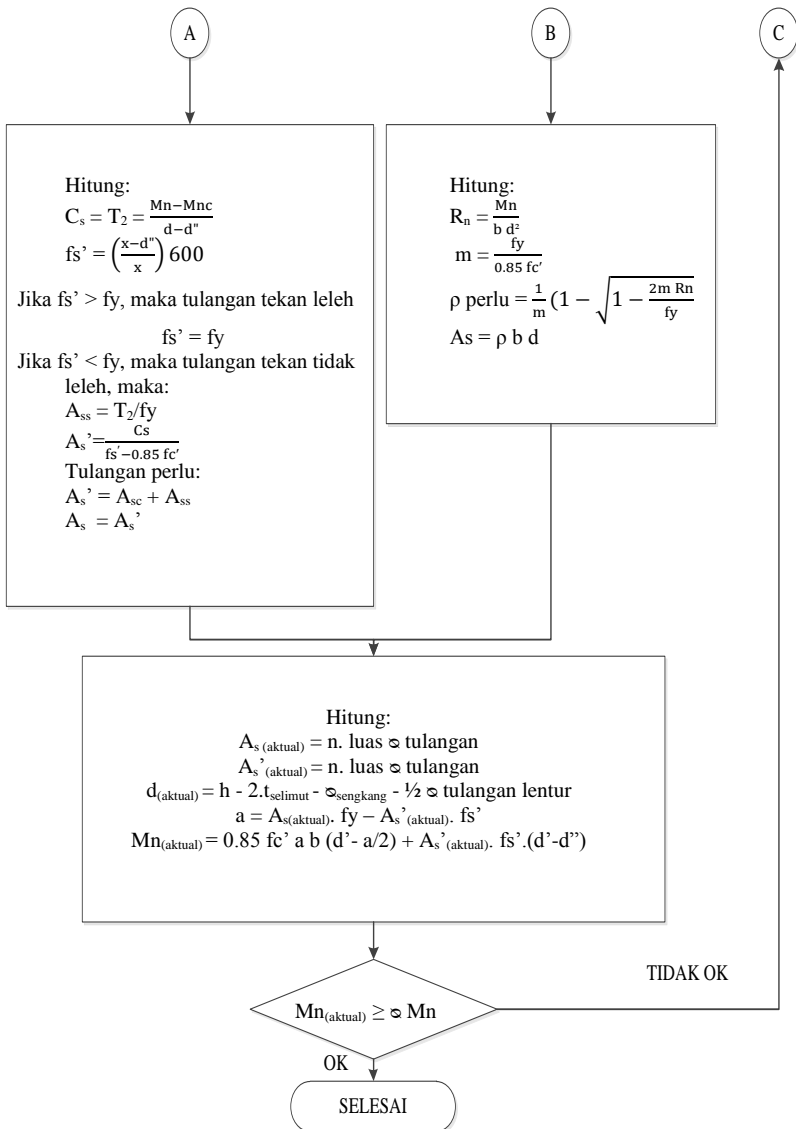 A
B
C
Hitung:
Cₛ = T₂ = (Mn−Mnc)/(d−d")
fs’ = ((x−d")/x) 600
Jika fs’ > fy, maka tulangan tekan leleh
fs’ = fy
Jika fs’ < fy, maka tulangan tekan tidak
leleh, maka:
Aₛₛ = T₂/fy
Aₛ’= Cs/(fs′−0.85 fc′)
Tulangan perlu:
Aₛ’ = A_sc + Aₛₛ
Aₛ = Aₛ’
Hitung:
Rₙ = Mn/(b d²)
m = fy/(0.85 fc′)
ρ perlu = 1/m (1 − √(1 − 2m Rn/fy)
As = ρ b d
Hitung:
Aₛ (aktual) = n. luas ᴓ tulangan
Aₛ’(aktual) = n. luas ᴓ tulangan
d(aktual) = h - 2.t selimut - ᴓ sengkang - ½ ᴓ tulangan lentur
a = As(aktual). fy – Aₛ’(aktual). fs’
Mn(aktual) = 0.85 fc’ a b (d’- a/2) + Aₛ’(aktual). fs’.(d’-d”)
Mn(aktual) ≥ ᴓ Mn
TIDAK OK
OK
SELESAI